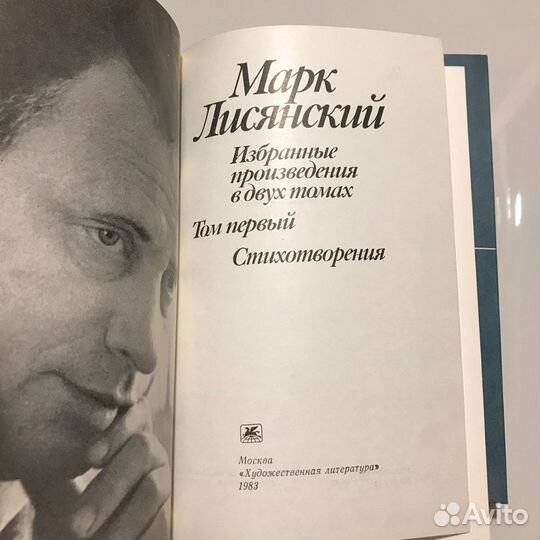 Марк
Лисянский
Избранные
произведения
в двух томах
Том первый
Стихотворения
Москва
«Художественная литература»
1983
Avito